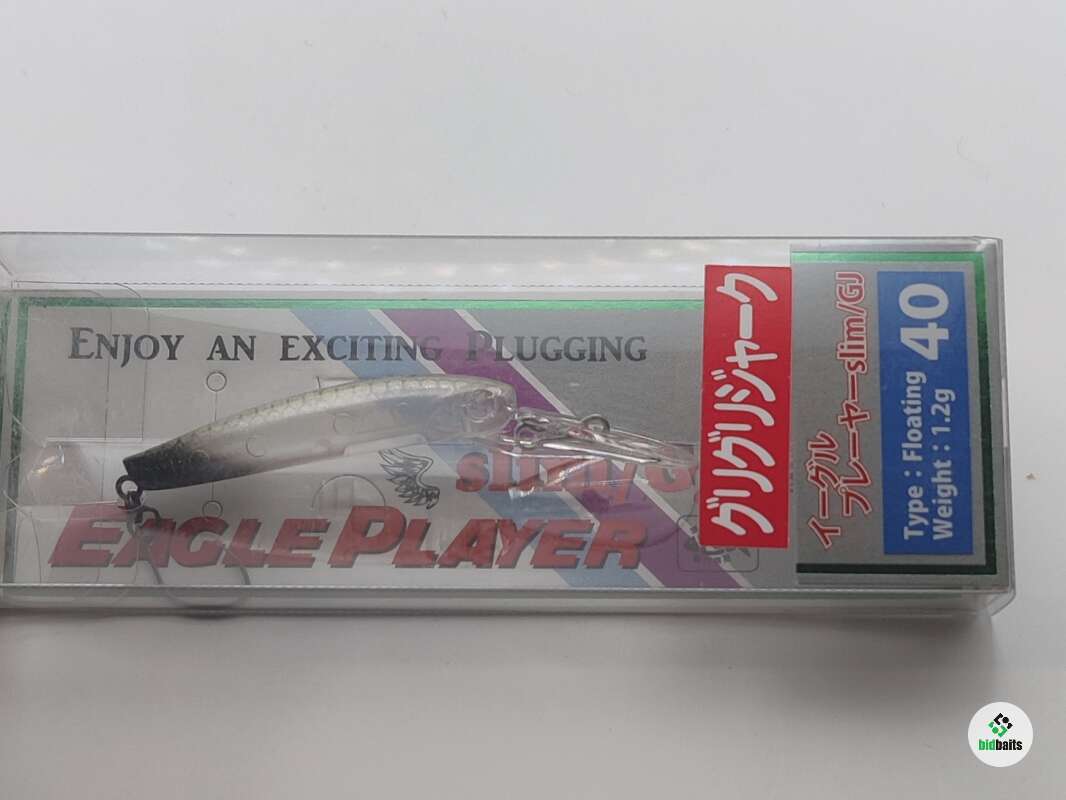 ENJOY AN EXCITING PLUGGING
slim/GJ
EAGLE PLAYER
グリグリジャーク
イーグル
プレーヤーslim/GJ
Type : Floating
Weight : 1.2g
40
bidbaits